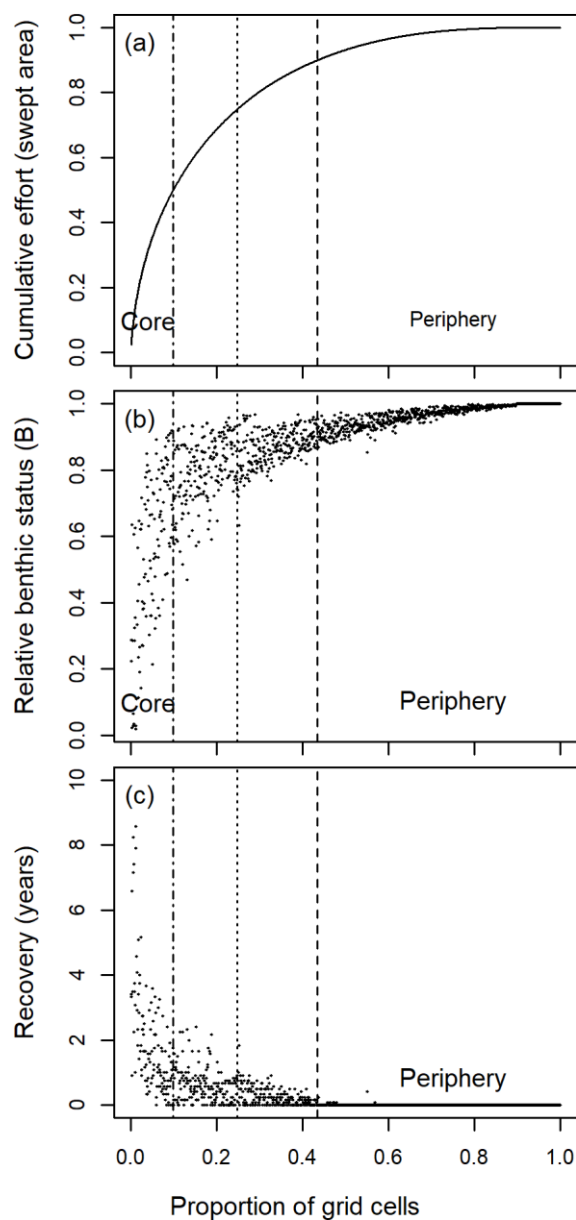 (a)
Cumulative effort (swept area)
0.0 0.2 0.4 0.6 0.8 1.0
Core
Periphery
(b)
Relative benthic status (B)
0.0 0.2 0.4 0.6 0.8 1.0
Core
Periphery
(c)
Recovery (years)
0 2 4 6 8 10
Periphery
0.0 0.2 0.4 0.6 0.8 1.0
Proportion of grid cells